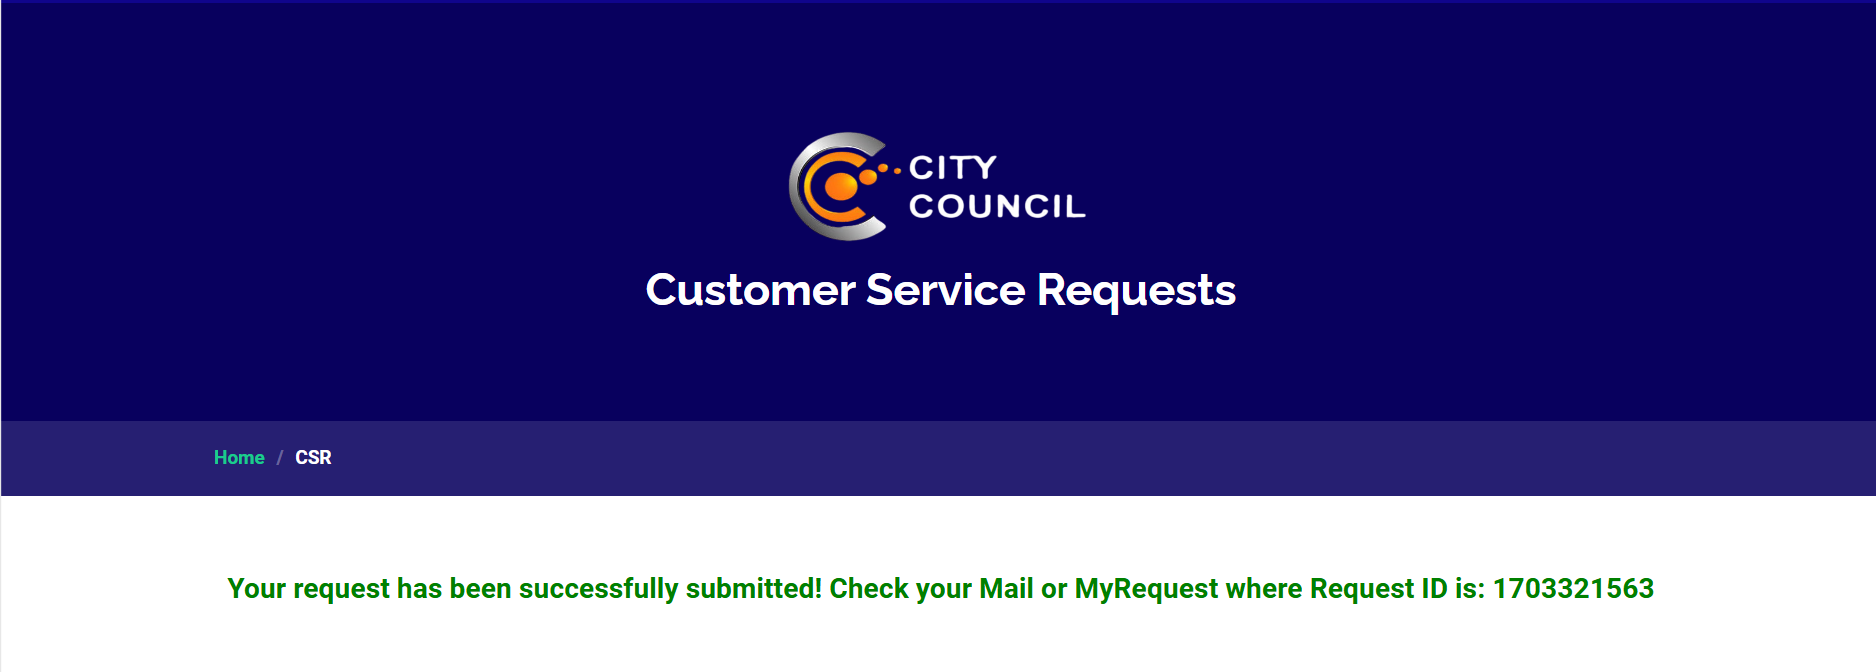 CITY
COUNCIL
Customer Service Requests
Home / CSR
Your request has been successfully submitted! Check your Mail or MyRequest where Request ID is: 1703321563